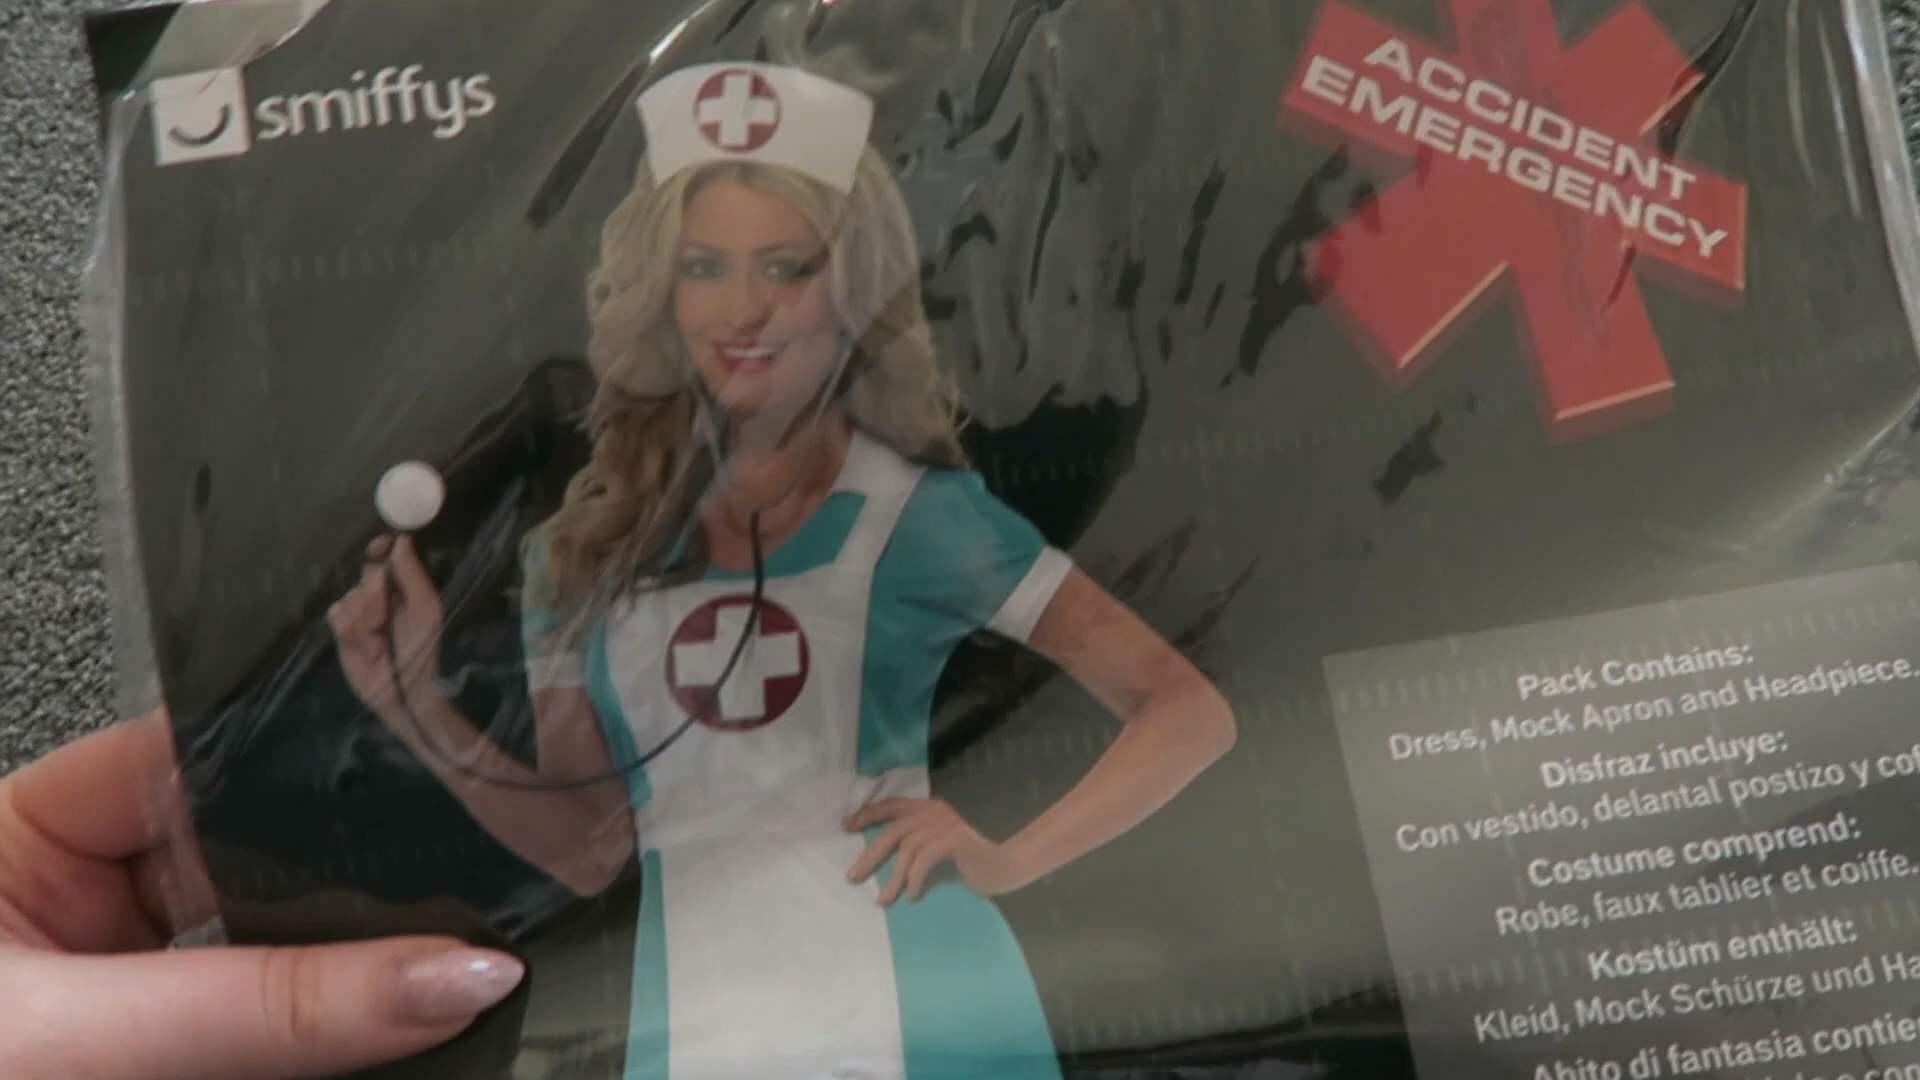 smiffys
ACCIDENT
EMERGENCY
Pack Contains:
Dress, Mock Apron and Headpiece.
Disfraz incluye:
Con vestido, delantal postizo y
Costume comprend:
Robe, faux tablier et coiffe.
Kostüm enthält:
Kleid, Mock Schürze und
Abito di fantasia